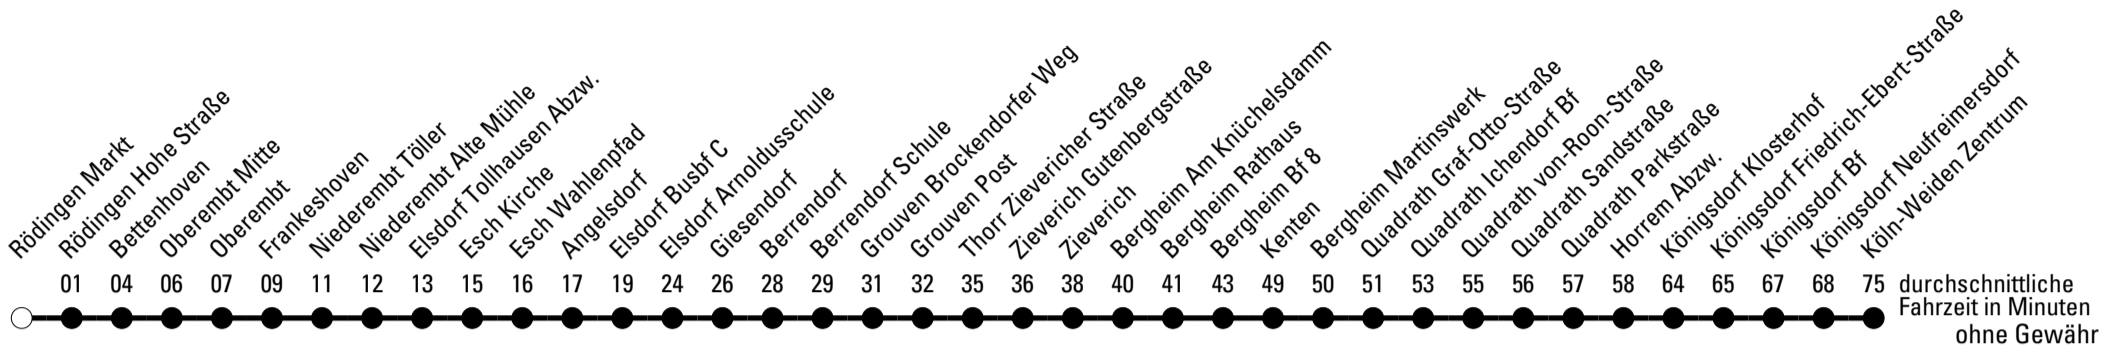 Rödingen Markt
Rödingen Hohe Straße
Bettenhoven
Oberembt Mitte
Oberembt
Frankeshoven
Niederembt Töller
Niederembt Alte Mühle
Elsdorf Tollhausen Abzw.
Esch Kirche
Esch Wahlenpfad
Angelsdorf
Elsdorf Busbf C
Elsdorf Arnoldusschule
Giesendorf
Berrendorf
Berrendorf Schule
Grouven Brockendorfer Weg
Grouven Post
Thorr Zievericher Straße
Zieverich Gutenbergstraße
Zieverich
Bergheim Am Knüchelsdamm
Bergheim Rathaus
Bergheim Bf 8
Kenten
Bergheim Martinswerk
Quadrath Graf-Otto-Straße
Quadrath Ichendorf Bf
Quadrath von-Roon-Straße
Quadrath Sandstraße
Quadrath Parkstraße
Horrem Abzw.
Königsdorf Klosterhof
Königsdorf Friedrich-Ebert-Straße
Königsdorf Bf
Königsdorf Neufreimersdorf
Köln-Weiden Zentrum
01 04 06 07 09 11 12 13 15 16 17 19 24 26 28 29 31 32 35 36 38 40 41 43 49 50 51 53 55 56 57 58 64 65 67 68 75 durchschnittliche
Fahrzeit in Minuten
ohne Gewähr